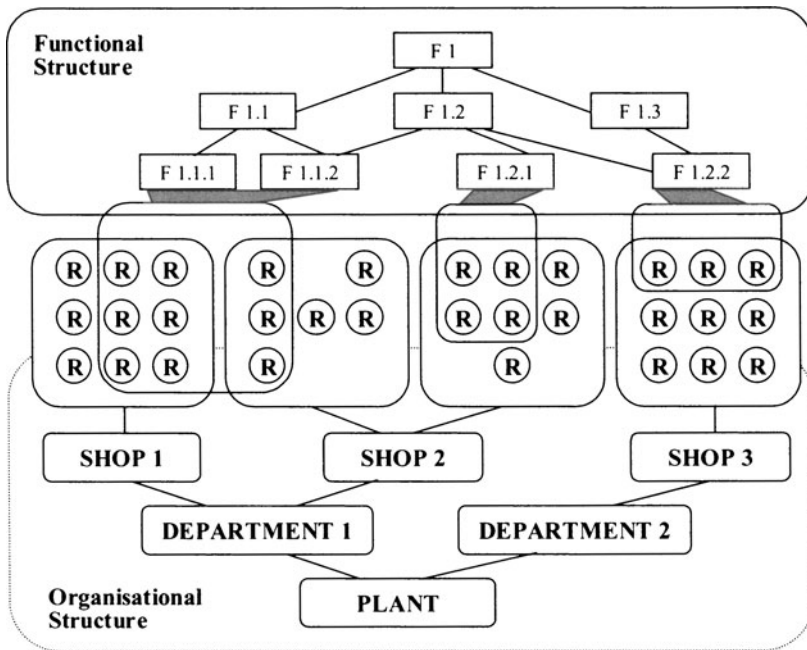 Functional
Structure
F 1
F 1.1
F 1.2
F 1.3
F 1.1.1
F 1.1.2
F 1.2.1
F 1.2.2
R R R R R R R R R R R
R R R R R R R R R R R R
R R R R R R R R
SHOP 1
SHOP 2
SHOP 3
DEPARTMENT 1
DEPARTMENT 2
PLANT
Organisational
Structure